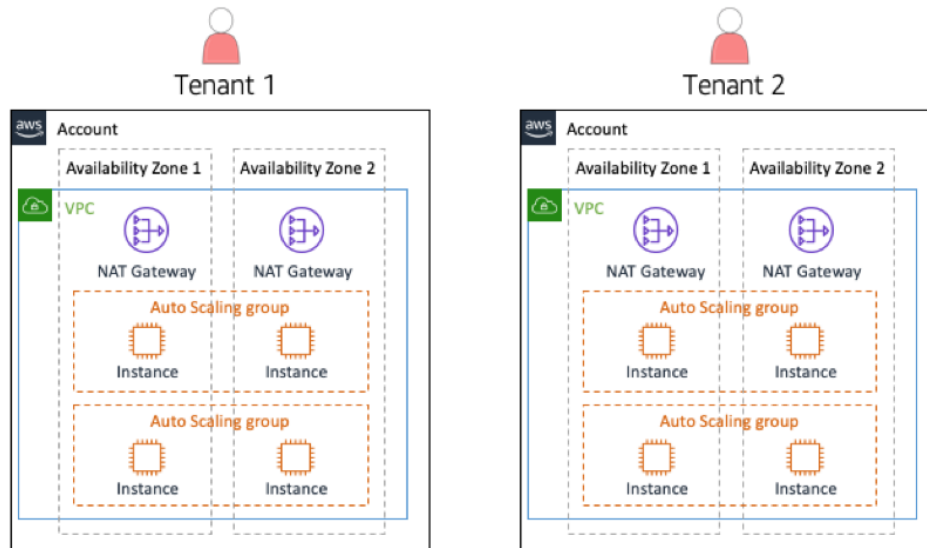 Tenant 1
aws
Account
Availability Zone 1
Availability Zone 2
VPC
NAT Gateway
NAT Gateway
Auto Scaling group
Instance
Instance
Auto Scaling group
Instance
Instance
Tenant 2
aws
Account
Availability Zone 1
Availability Zone 2
VPC
NAT Gateway
NAT Gateway
Auto Scaling group
Instance
Instance
Auto Scaling group
Instance
Instance